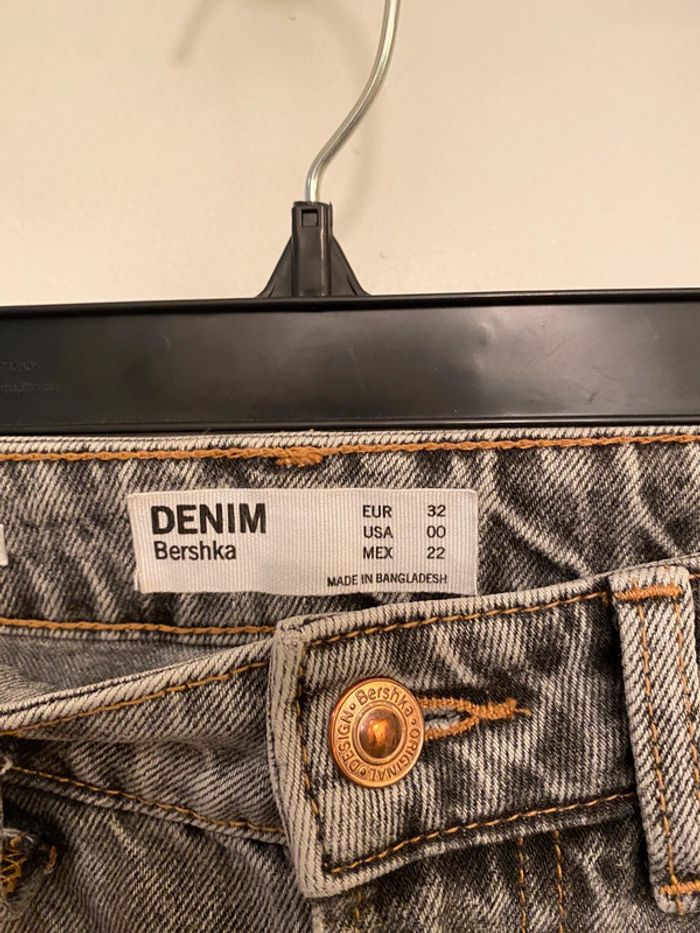 DENIM
Bershka
EUR 32
USA 00
MEX 22
MADE IN BANGLADESH
Bershka · ORIGINAL · DESIGN ·